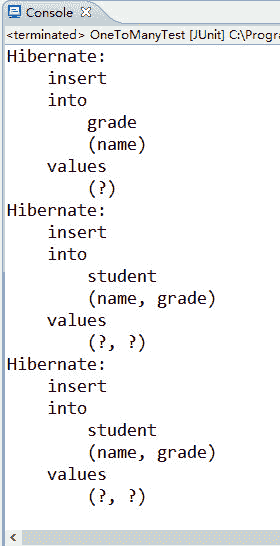 Console
<terminated> OneToManyTest [JUnit] C:\Progra
Hibernate:
    insert
    into
        grade
        (name)
    values
        (?)
Hibernate:
    insert
    into
        student
        (name, grade)
    values
        (?, ?)
Hibernate:
    insert
    into
        student
        (name, grade)
    values
        (?, ?)